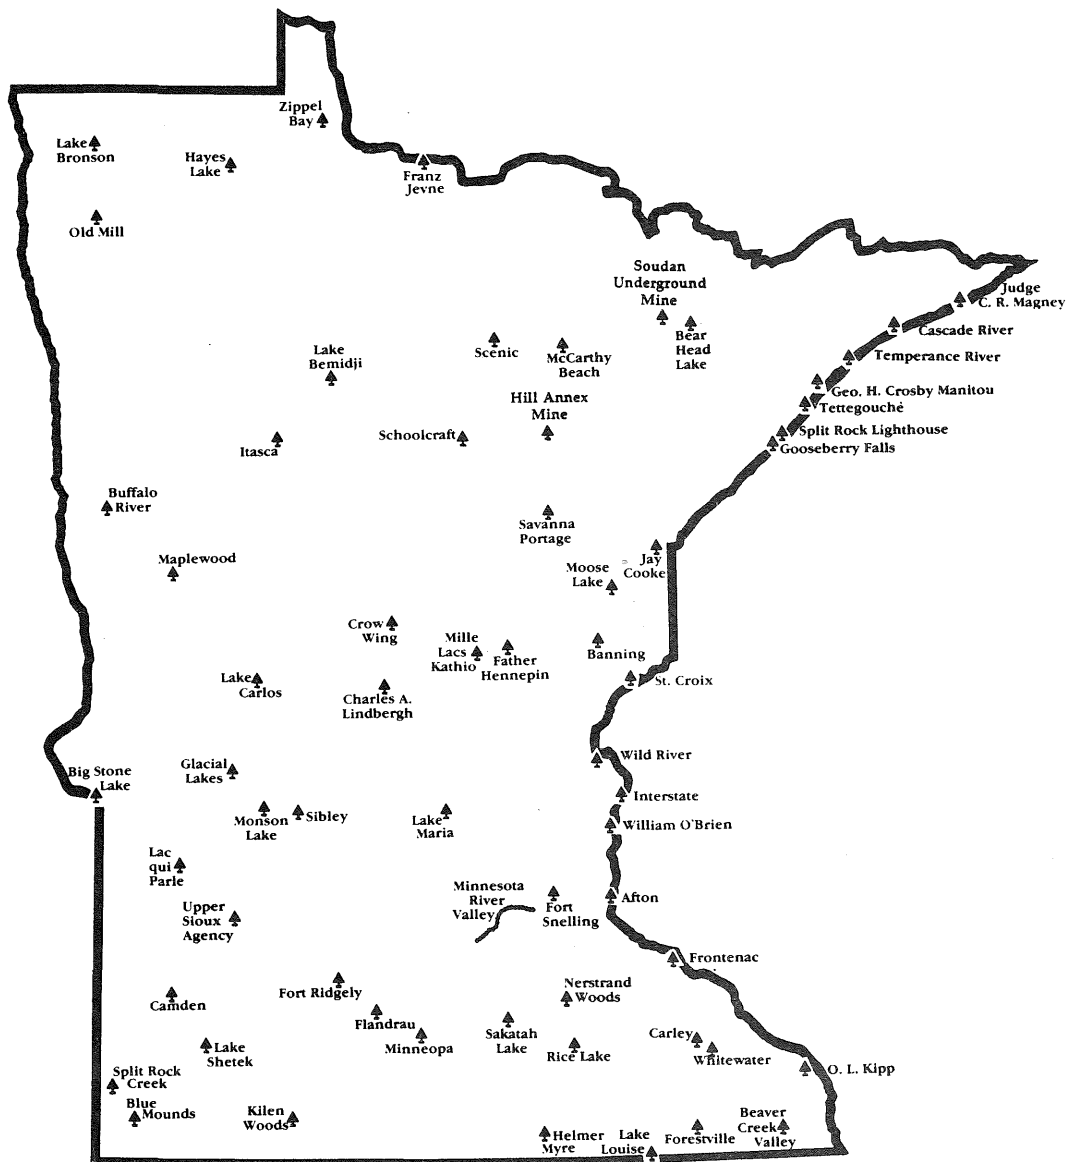 Zippel
Bay
Lake
Bronson
Hayes
Lake
Franz
Jevne
Old Mill
Soudan
Underground
Mine
Judge
C. R. Magney
Bear
Head
Lake
Cascade River
Scenic
McCarthy
Beach
Lake
Bemidji
Temperance River
Geo. H. Crosby Manitou
Tettegouché
Hill Annex
Mine
Schoolcraft
Split Rock Lighthouse
Gooseberry Falls
Itasca
Buffalo
River
Savanna
Portage
Maplewood
Jay
Cooke
Moose
Lake
Crow
Wing
Mille
Lacs
Kathio
Father
Hennepin
Banning
St. Croix
Lake
Carlos
Charles A.
Lindbergh
Wild River
Glacial
Lakes
Big Stone
Lake
Interstate
Monson
Lake
Sibley
Lake
Maria
William O'Brien
Lac
qui
Parle
Minnesota
River
Valley
Fort
Snelling
Afton
Upper
Sioux
Agency
Frontenac
Nerstrand
Woods
Fort Ridgely
Camden
Flandrau
Minneopa
Sakatah
Lake
Rice Lake
Carley
Whitewater
Lake
Shetek
O. L. Kipp
Split Rock
Creek
Blue
Mounds
Kilen
Woods
Helmer
Myre
Lake
Louise
Forestville
Beaver
Creek
Valley